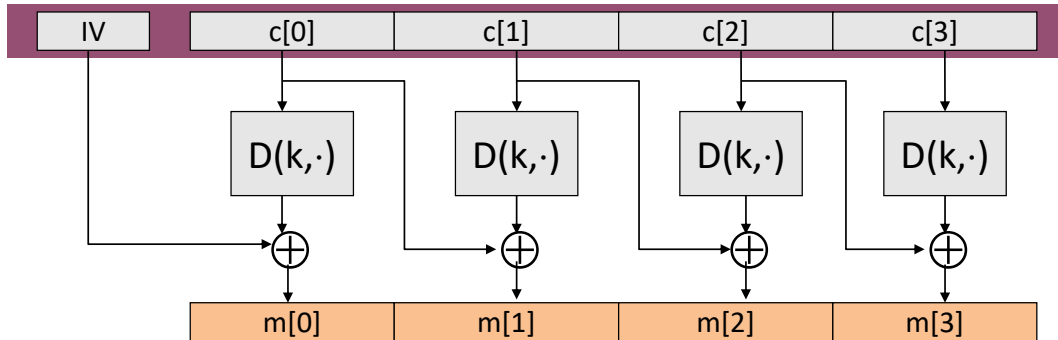 IV c[0] c[1] c[2] c[3]
D(k,·) D(k,·) D(k,·) D(k,·)
m[0] m[1] m[2] m[3]